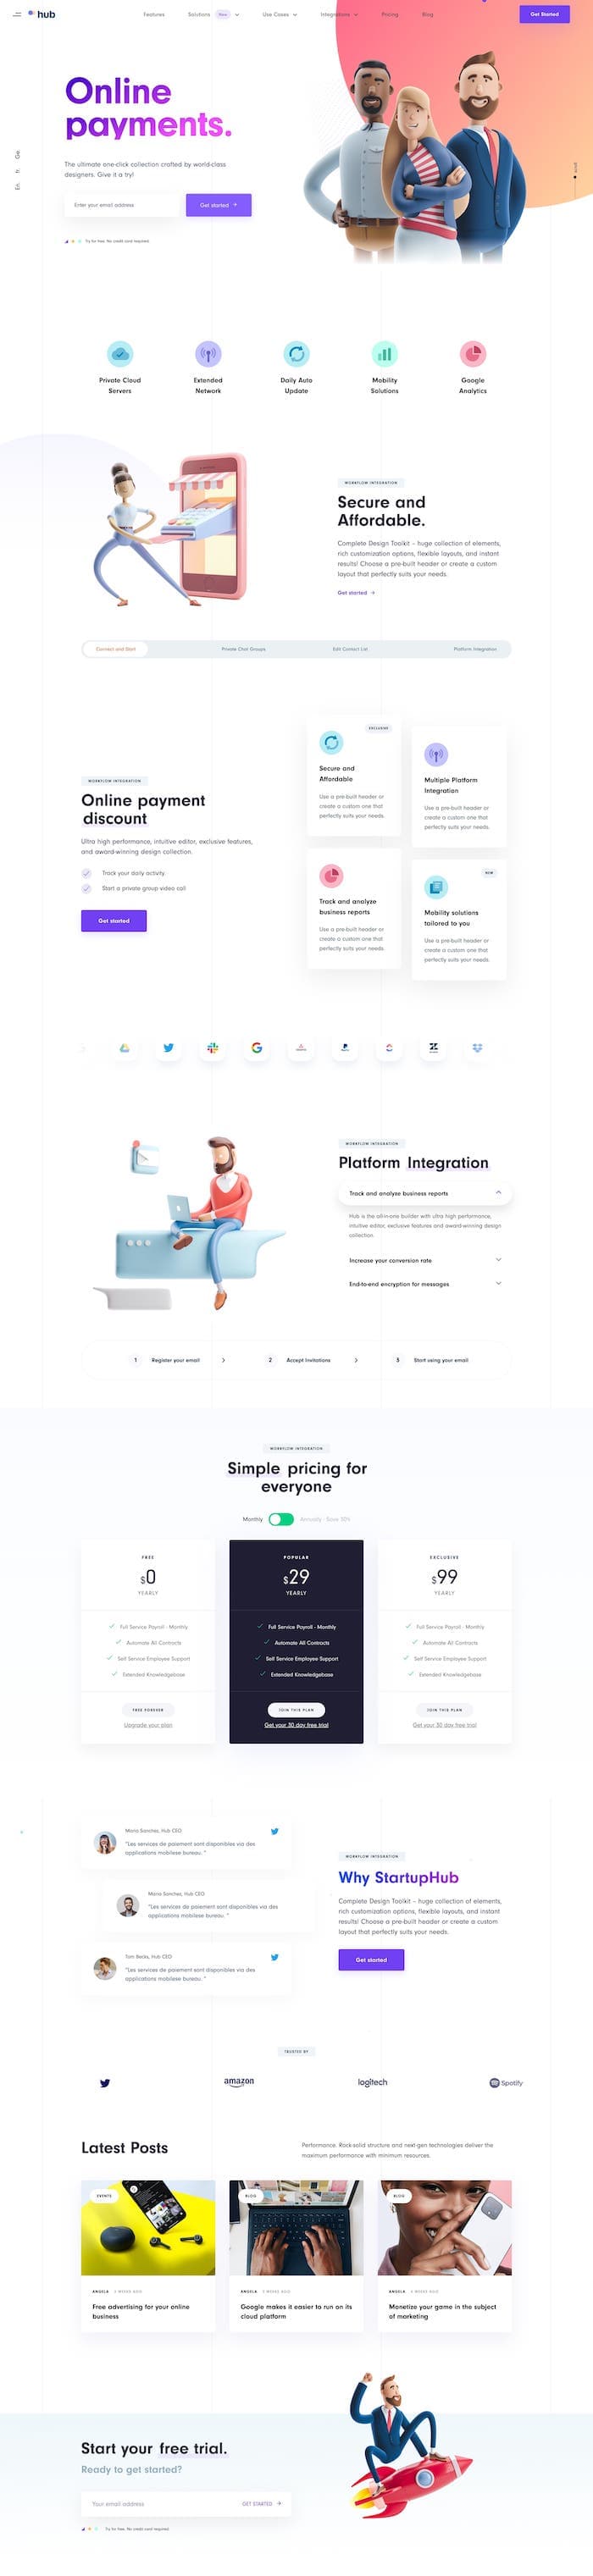 hub
Features
Solutions
New
Use Cases
Integrations
Pricing
Blog
Get Started
Online
payments.
The ultimate one-click collection crafted by world-class
designers. Give it a try!
Enter your email address
Get started
Try for free. No credit card required.
Ge
Fr
En
scroll
Private Cloud
Servers
Extended
Network
Daily Auto
Update
Mobility
Solutions
Google
Analytics
WORKFLOW INTEGRATION
Secure and
Affordable.
Complete Design Toolkit – huge collection of elements,
rich customization options, flexible layouts, and instant
results! Choose a pre-built header or create a custom
layout that perfectly suits your needs.
Get started
Connect and Start
Private Chat Groups
Edit Contact List
Platform Integration
WORKFLOW INTEGRATION
Online payment
discount
Ultra high performance, intuitive editor, exclusive features,
and award-winning design collection.
Track your daily activity
Start a private group video call
Get started
EXCLUSIVE
Secure and
Affordable
Use a pre-built header or
create a custom one that
perfectly suits your needs.
Multiple Platform
Integration
Use a pre-built header or
create a custom one that
perfectly suits your needs.
Track and analyze
business reports
Use a pre-built header or
create a custom one that
perfectly suits your needs.
NEW
Mobility solutions
tailored to you
Use a pre-built header or
create a custom one that
perfectly suits your needs.
WORKFLOW INTEGRATION
Platform Integration
Track and analyze business reports
Hub is the all-in-one builder with ultra high performance,
intuitive editor, exclusive features and award-winning design
collection.
Increase your conversion rate
End-to-end encryption for messages
1 Register your email
2 Accept Invitations
3 Start using your email
WORKFLOW INTEGRATION
Simple pricing for
everyone
Monthly
Annually - Save 30%
FREE
$0
YEARLY
Full Service Payroll - Monthly
Automate All Contracts
Self Service Employee Support
Extended Knowledgebase
FREE FOREVER
Upgrade your plan
POPULAR
$29
YEARLY
Full Service Payroll - Monthly
Automate All Contracts
Self Service Employee Support
Extended Knowledgebase
JOIN THIS PLAN
Get your 30 day free trial
EXCLUSIVE
$99
YEARLY
Full Service Payroll - Monthly
Automate All Contracts
Self Service Employee Support
Extended Knowledgebase
JOIN THIS PLAN
Get your 30 day free trial
Maria Sanchez, Hub CEO
"Les services de paiement sont disponibles via des
applications mobilese bureau. "
Maria Sanchez, Hub CEO
"Les services de paiement sont disponibles via des
applications mobilese bureau. "
Tom Becks, Hub CEO
"Les services de paiement sont disponibles via des
applications mobilese bureau. "
WORKFLOW INTEGRATION
Why StartupHub
Complete Design Toolkit – huge collection of elements,
rich customization options, flexible layouts, and instant
results! Choose a pre-built header or create a custom
layout that perfectly suits your needs.
Get started
TRUSTED BY
amazon
logitech
Spotify
Latest Posts
Performance. Rock-solid structure and next-gen technologies deliver the
maximum performance with minimum resources.
EVENTS
ANGELA 2 WEEKS AGO
Free advertising for your online
business
BLOG
ANGELA 2 WEEKS AGO
Google makes it easier to run on its
cloud platform
BLOG
ANGELA 2 WEEKS AGO
Monetize your game in the subject
of marketing
Start your free trial.
Ready to get started?
Your email address
GET STARTED
Try for free. No credit card required.